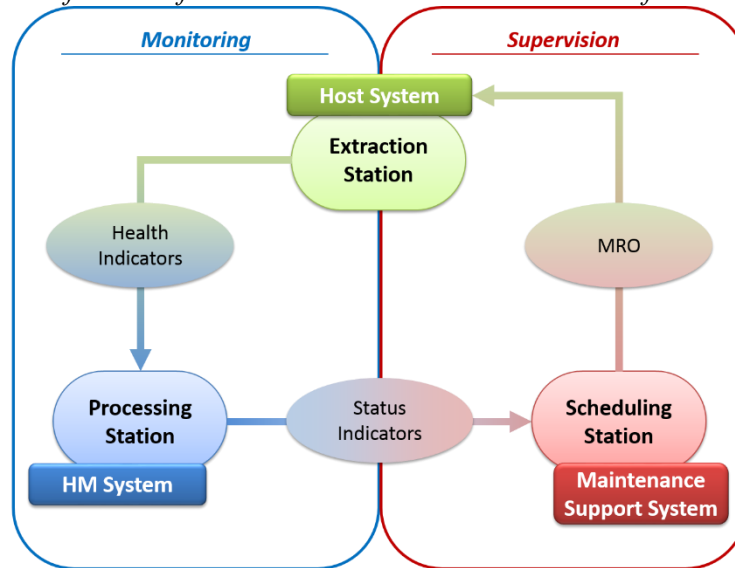 Monitoring
Supervision
Host System
Extraction
Station
Health
Indicators
MRO
Processing
Station
Status
Indicators
Scheduling
Station
HM System
Maintenance
Support System